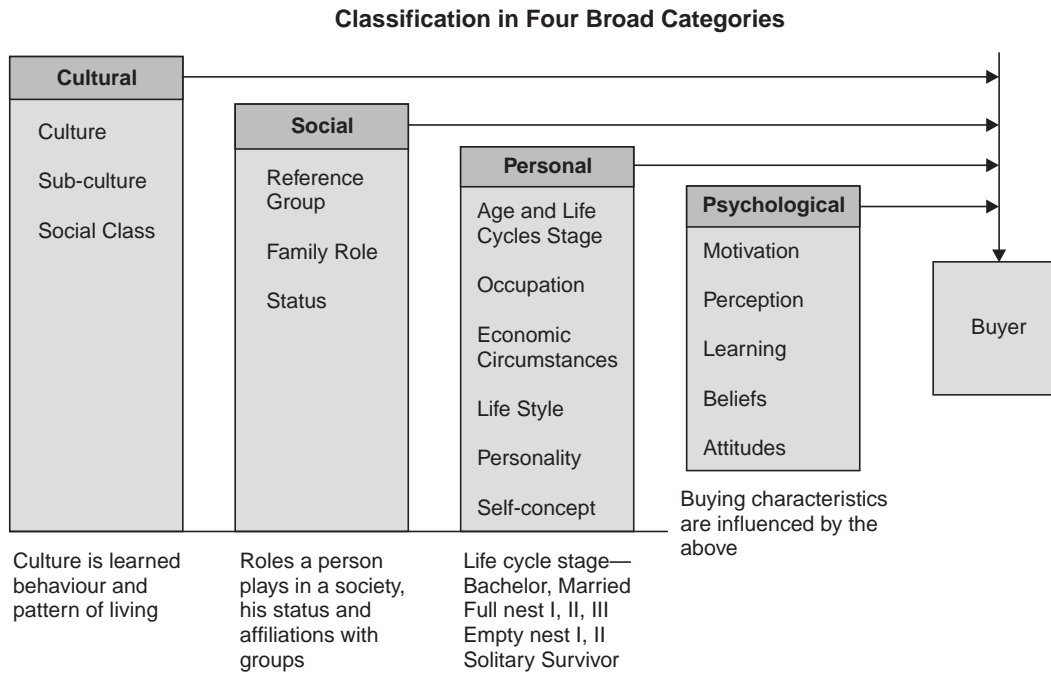 Classification in Four Broad Categories
Cultural
Culture
Sub-culture
Social Class
Culture is learned
behaviour and
pattern of living
Social
Reference
Group
Family Role
Status
Roles a person
plays in a society,
his status and
affiliations with
groups
Personal
Age and Life
Cycles Stage
Occupation
Economic
Circumstances
Life Style
Personality
Self-concept
Life cycle stage—
Bachelor, Married
Full nest I, II, III
Empty nest I, II
Solitary Survivor
Psychological
Motivation
Perception
Learning
Beliefs
Attitudes
Buying characteristics
are influenced by the
above
Buyer